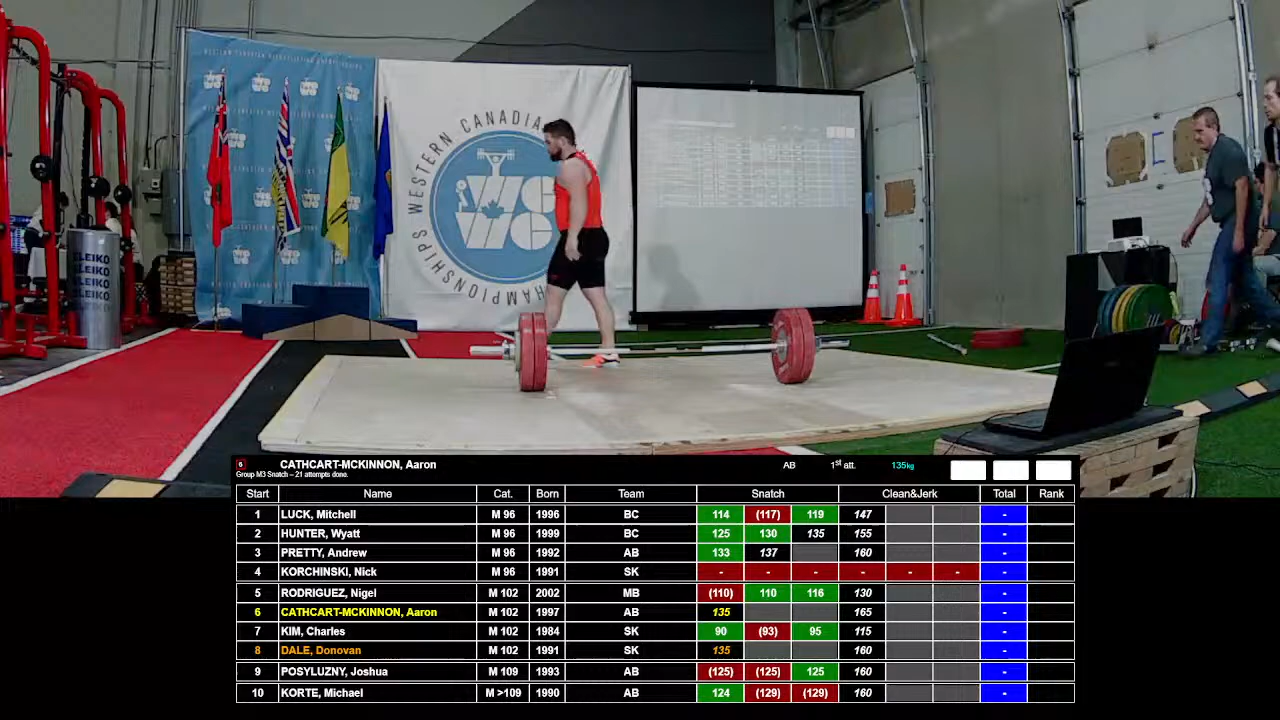 WESTERN CANADIAN
CHAMPIONSHIPS
WC
WC
ELEIKO
ELEIKO
ELEIKO
ELEIKO
6 CATHCART-MCKINNON, Aaron AB 1st att. 135kg
Group M3 Snatch – 21 attempts done.
Start Name Cat. Born Team Snatch Clean&Jerk Total Rank
1 LUCK, Mitchell M 96 1996 BC 114 (117) 119 147 -
2 HUNTER, Wyatt M 96 1999 BC 125 130 135 155 -
3 PRETTY, Andrew M 96 1992 AB 133 137 160 -
4 KORCHINSKI, Nick M 96 1991 SK - - - - - - -
5 RODRIGUEZ, Nigel M 102 2002 MB (110) 110 116 130 -
6 CATHCART-MCKINNON, Aaron M 102 1997 AB 135 165 -
7 KIM, Charles M 102 1984 SK 90 (93) 95 115 -
8 DALE, Donovan M 102 1991 SK 135 160 -
9 POSYLUZNY, Joshua M 109 1993 AB (125) (125) 125 160 -
10 KORTE, Michael M >109 1990 AB 124 (129) (129) 160 -